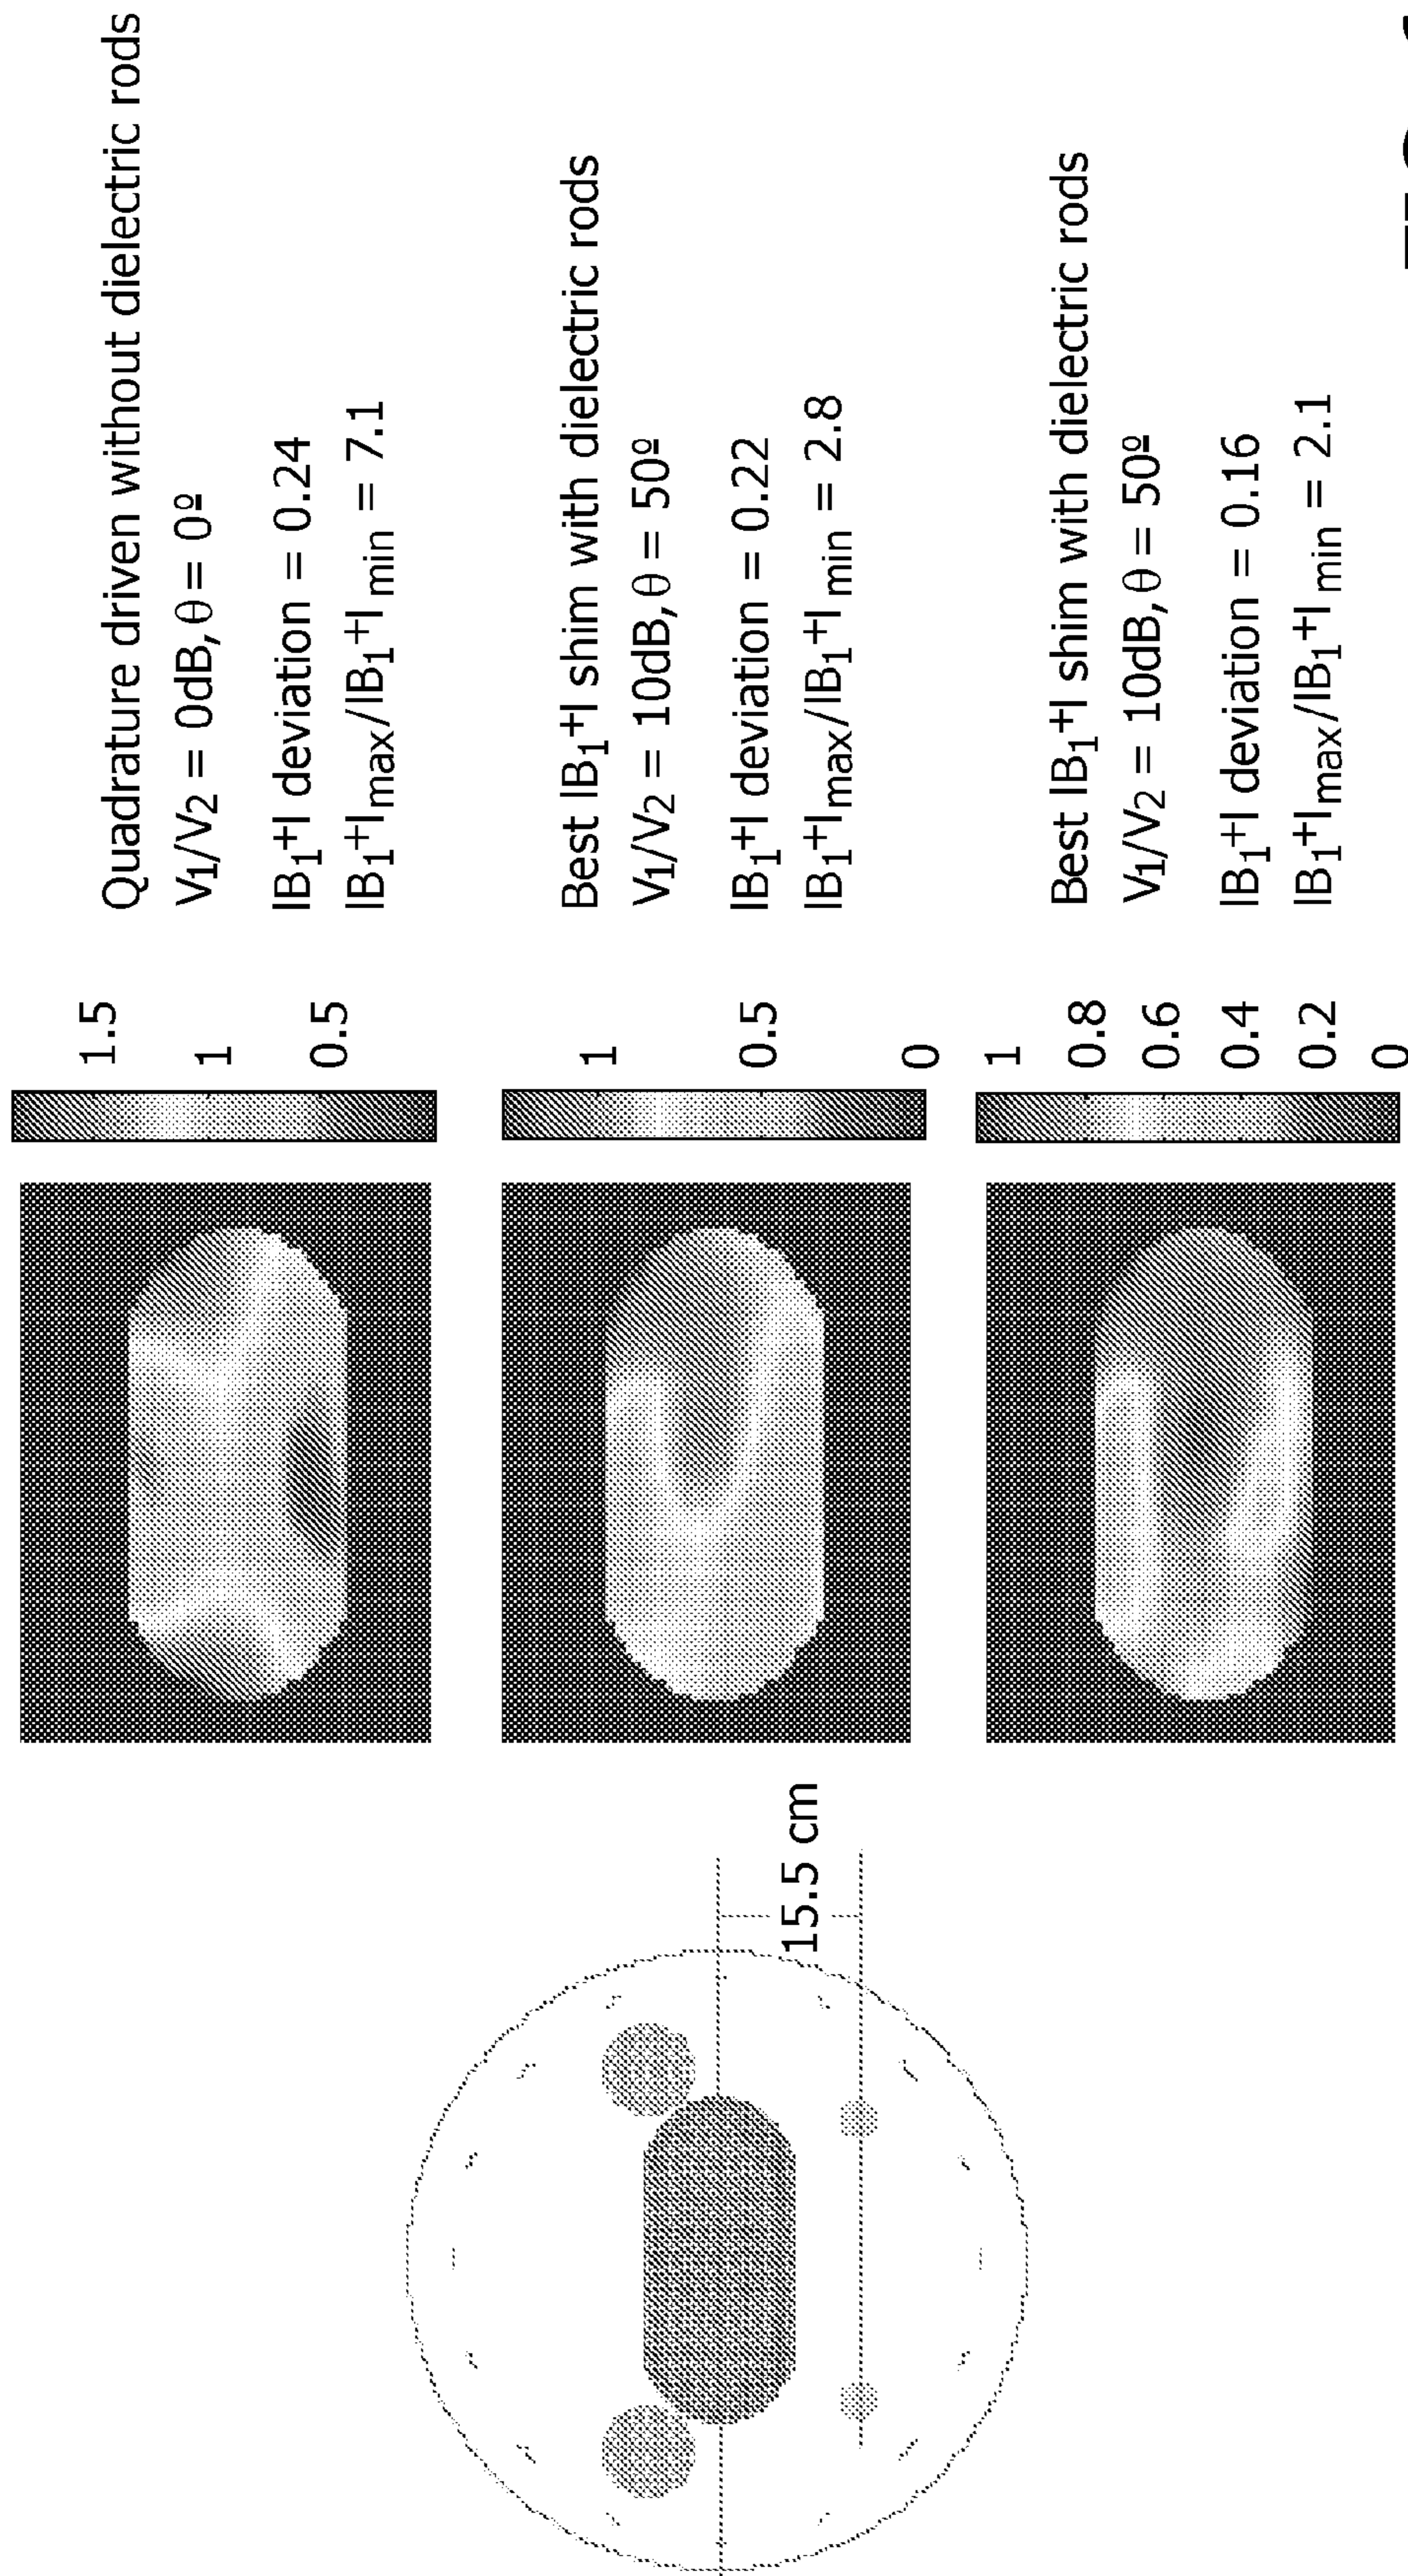 Quadrature driven without dielectric rods
V1/V2 = 0dB, θ = 0º
|B1+| deviation = 0.24
|B1+|max/|B1+|min = 7.1
1.5
1
0.5
Best |B1+| shim with dielectric rods
V1/V2 = 10dB, θ = 50º
|B1+| deviation = 0.22
|B1+|max/|B1+|min = 2.8
1
0.5
0
Best |B1+| shim with dielectric rods
V1/V2 = 10dB, θ = 50º
|B1+| deviation = 0.16
|B1+|max/|B1+|min = 2.1
1
0.8
0.6
0.4
0.2
0
15.5 cm